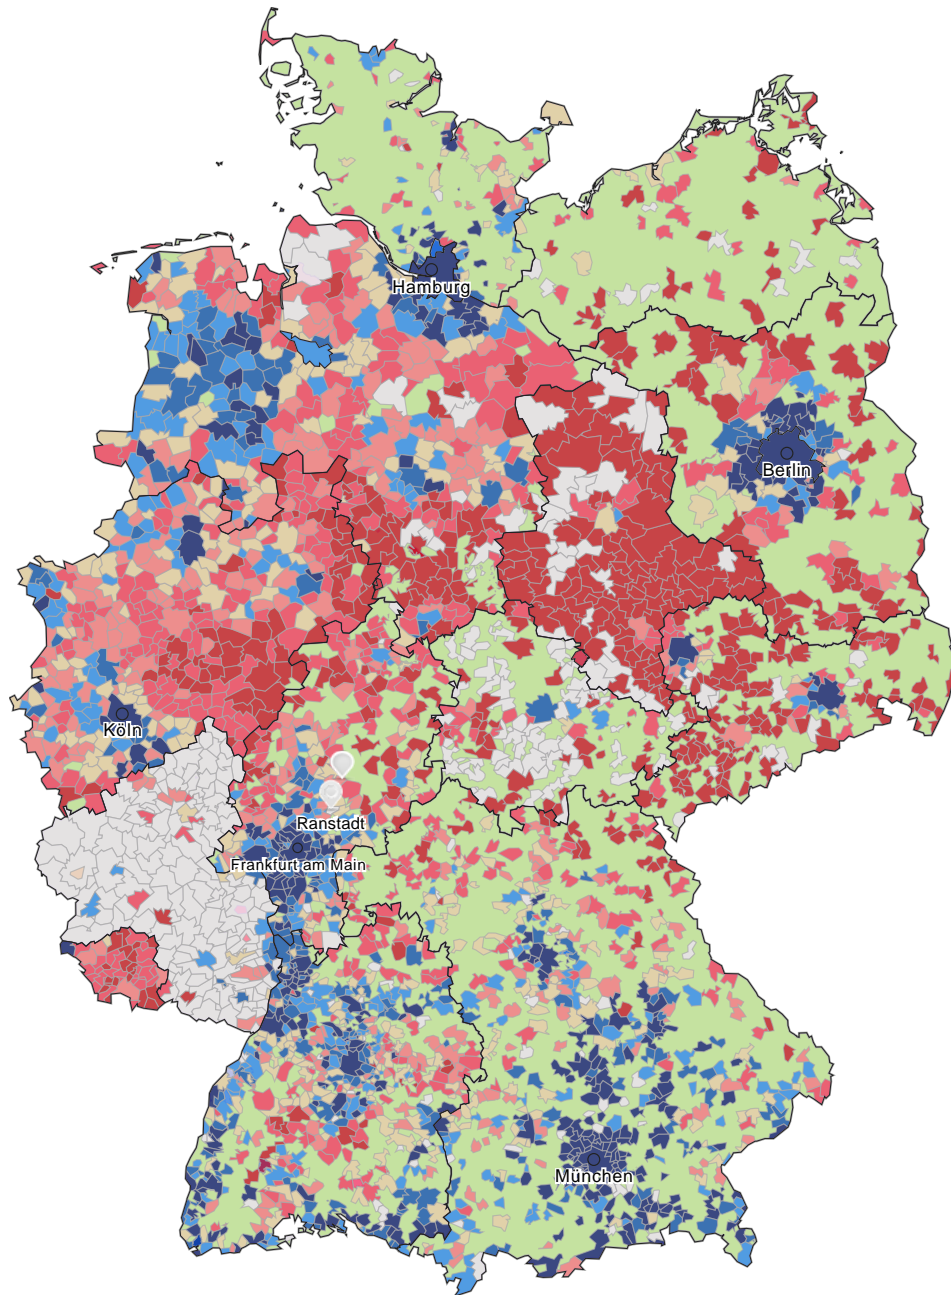 Hamburg
Berlin
Köln
Ranstadt
Frankfurt am Main
München